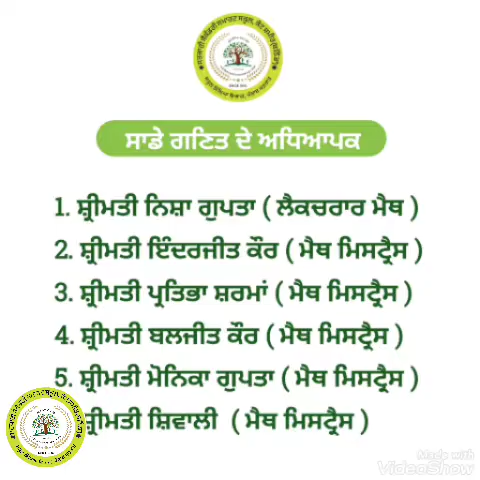 ਸਾਡੇ ਗਣਿਤ ਦੇ ਅਧਿਆਪਕ
1. ਸ਼੍ਰੀਮਤੀ ਨਿਸ਼ਾ ਗੁਪਤਾ ( ਲੈਕਚਰਾਰ ਮੈਥ )
2. ਸ਼੍ਰੀਮਤੀ ਇੰਦਰਜੀਤ ਕੌਰ ( ਮੈਥ ਮਿਸਟ੍ਰੈਸ )
3. ਸ਼੍ਰੀਮਤੀ ਪ੍ਰਤਿਭਾ ਸ਼ਰਮਾਂ ( ਮੈਥ ਮਿਸਟ੍ਰੈਸ )
4. ਸ਼੍ਰੀਮਤੀ ਬਲਜੀਤ ਕੌਰ ( ਮੈਥ ਮਿਸਟ੍ਰੈਸ )
5. ਸ਼੍ਰੀਮਤੀ ਮੋਨਿਕਾ ਗੁਪਤਾ ( ਮੈਥ ਮਿਸਟ੍ਰੈਸ )
ਸ਼੍ਰੀਮਤੀ ਸ਼ਿਵਾਲੀ ( ਮੈਥ ਮਿਸਟ੍ਰੈਸ )
Made with
VideoShow